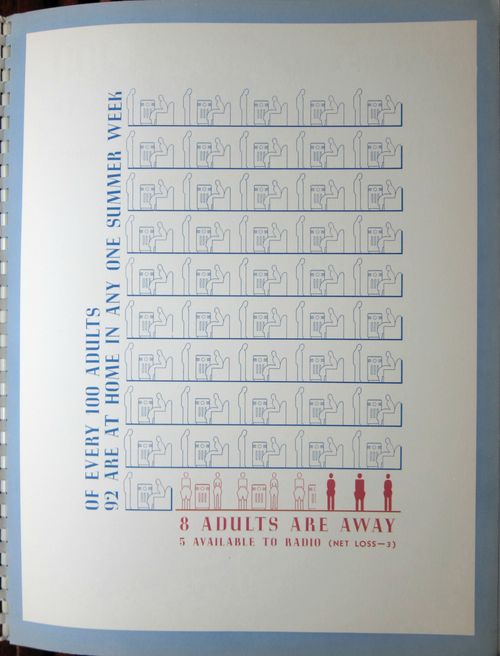 OF EVERY 100 ADULTS
92 ARE AT HOME IN ANY ONE SUMMER WEEK
8 ADULTS ARE AWAY
5 AVAILABLE TO RADIO (NET LOSS—3)